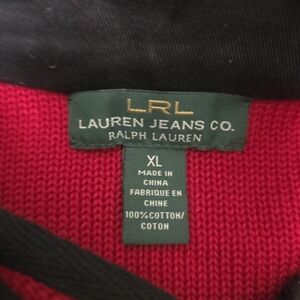 LRL
LAUREN JEANS CO.
RALPH LAUREN
XL
MADE IN
CHINA
FABRIQUE EN
CHINE
100% COTTON/
COTON